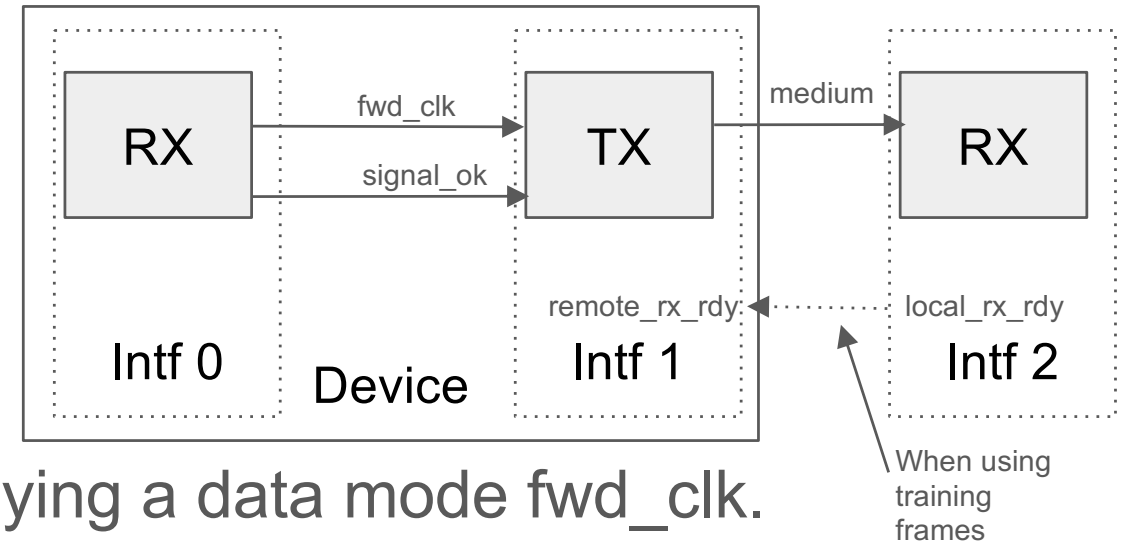 fwd_clk
medium
RX
TX
RX
signal_ok
remote_rx_rdy
local_rx_rdy
Intf 0
Device
Intf 1
Intf 2
When using
training
frames
ying a data mode fwd_clk.